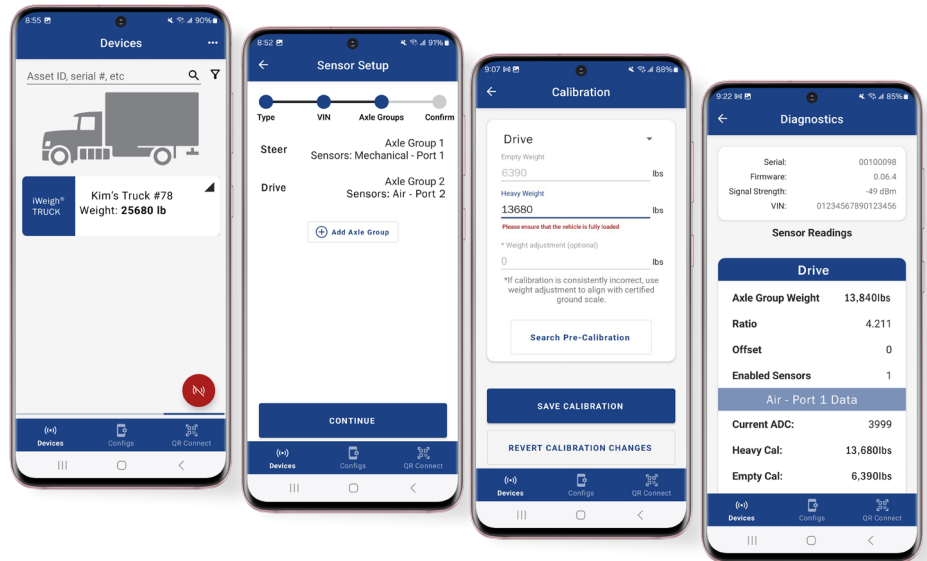 8:55
90%
Devices
Asset ID, serial #, etc
iWeigh®
TRUCK
Kim's Truck #78
Weight: 25680 lb
Devices
Configs
QR Connect
8:52
91%
Sensor Setup
Type
VIN
Axle Groups
Confirm
Steer
Axle Group 1
Sensors: Mechanical - Port 1
Drive
Axle Group 2
Sensors: Air - Port 2
Add Axle Group
CONTINUE
Devices
Configs
QR Connect
9:07
88%
Calibration
Drive
Empty Weight
6390 lbs
Heavy Weight
13680 lbs
Please ensure that the vehicle is fully loaded
* Weight adjustment (optional)
0 lbs
*If calibration is consistently incorrect, use
weight adjustment to align with certified
ground scale.
Search Pre-Calibration
SAVE CALIBRATION
REVERT CALIBRATION CHANGES
Devices
Configs
QR Connect
9:22
85%
Diagnostics
Serial: 00100098
Firmware: 0.06.4
Signal Strength: -49 dBm
VIN: 01234567890123456
Sensor Readings
Drive
Axle Group Weight 13,840lbs
Ratio 4.211
Offset 0
Enabled Sensors 1
Air - Port 1 Data
Current ADC: 3999
Heavy Cal: 13,680lbs
Empty Cal: 6,390lbs
Devices
Configs
QR Connect